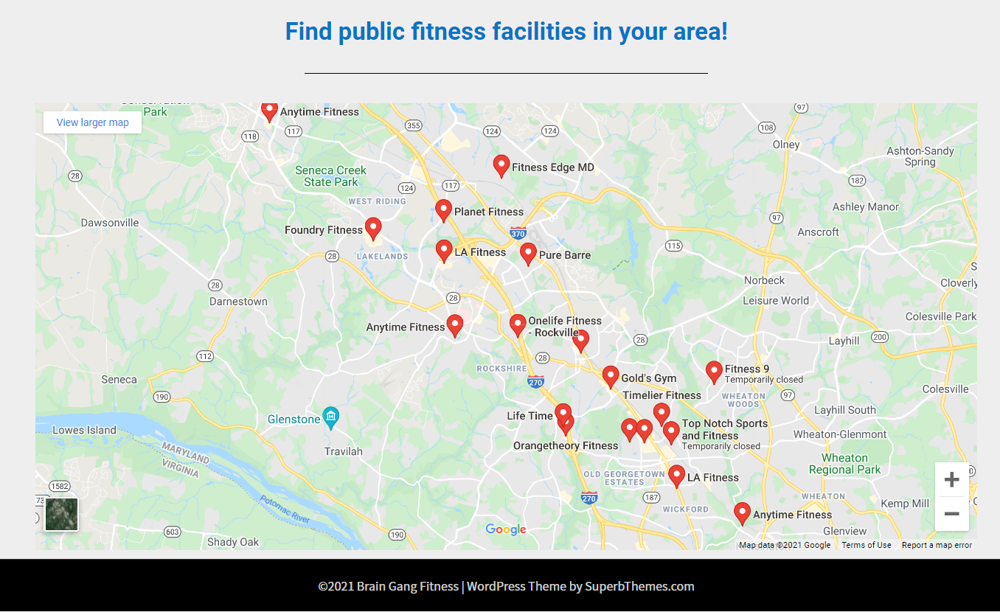 Find public fitness facilities in your area!
Park
View larger map
Anytime Fitness
97
118
117
355
124
124
108
Olney
Ashton-Sandy
Spring
Fitness Edge MD
28
Seneca Creek
State Park
182
124
117
WEST RIDING
Planet Fitness
Ashley Manor
Dawsonville
97
Foundry Fitness
370
Anscroft
LA Fitness
Pure Barre
115
28
LAKELANDS
28
Norbeck
Cloverly
28
Darnestown
Leisure World
Colesville Park
Anytime Fitness
Onelife Fitness
- Rockville
28
Layhill
200
112
28
ROCKSHIRE
Fitness 9
Temporarily closed
Seneca
270
Gold's Gym
Colesville
190
Timelier Fitness
WHEATON
WOODS
97
Layhill South
Life Time
Glenstone
Lowes Island
Top Notch Sports
and Fitness
Temporarily closed
Wheaton-Glenmont
MARYLAND
VIRGINIA
Travilah
Orangetheory Fitness
Wheaton
Regional Park
OLD GEORGETOWN
ESTATES
LA Fitness
1582
270
187
WHEATON
Potomac River
WICKFORD
Kemp Mill
Anytime Fitness
603
190
Google
Glenview
Shady Oak
Map data ©2021 Google
Terms of Use
Report a map error
©2021 Brain Gang Fitness | WordPress Theme by SuperbThemes.com